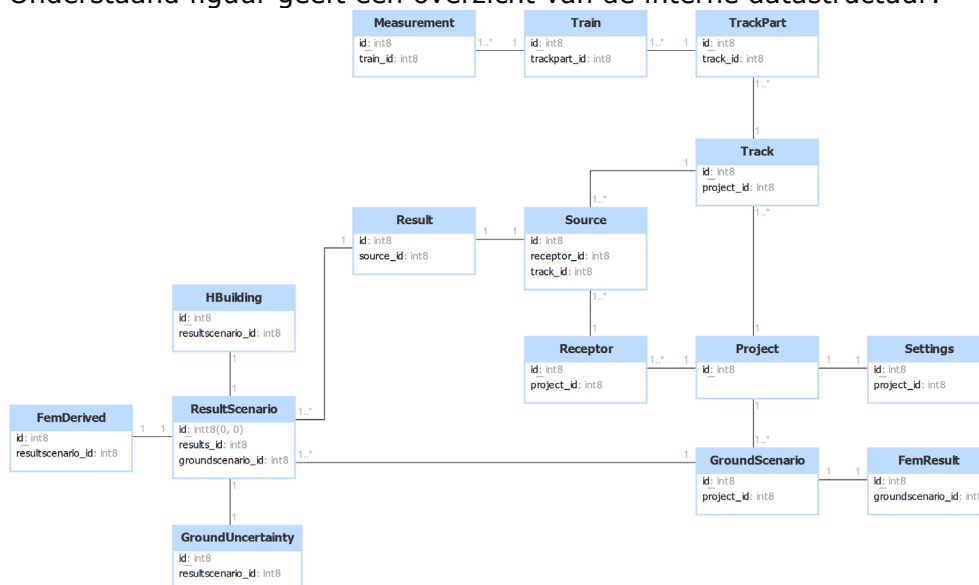 Onderstaand figuur geeft een overzicht van de interne datastructuur.
Measurement
id: int8
train_id: int8
1..* 1
Train
id: int8
trackpart_id: int8
1..* 1
TrackPart
id: int8
track_id: int8
1..*
1
Track
id: int8
project_id: int8
1
1..*
1..*
Result
id: int8
source_id: int8
1
1 1
Source
id: int8
receptor_id: int8
track_id: int8
1..*
1
HBuilding
id: int8
resultscenario_id: int8
1
1
Receptor
id: int8
project_id: int8
1..* 1
1
Project
id: int8
1 1
Settings
id: int8
project_id: int8
1
1..*
FemDerived
id: int8
resultscenario_id: int8
1 1
ResultScenario
id: intt8(0, 0)
results_id: int8
groundscenario_id: int8
1..*
1..*
1
GroundScenario
id: int8
project_id: int8
1 1
FemResult
id: int8
groundscenario_id: int8
1
1
GroundUncertainty
id: int8
resultscenario_id: int8